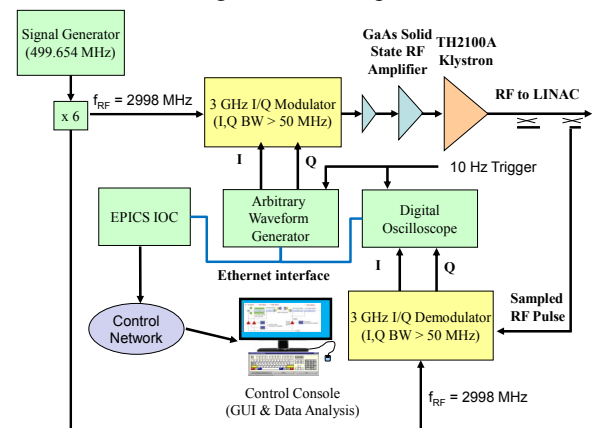 Signal Generator
(499.654 MHz)
GaAs Solid
State RF
Amplifier
TH2100A
Klystron
RF to LINAC
x 6
fRF = 2998 MHz
3 GHz I/Q Modulator
(I,Q BW > 50 MHz)
I
Q
10 Hz Trigger
EPICS IOC
Arbitrary
Waveform
Generator
Digital
Oscilloscope
Ethernet interface
I
Q
Control
Network
3 GHz I/Q Demodulator
(I,Q BW > 50 MHz)
Sampled
RF Pulse
Control Console
(GUI & Data Analysis)
fRF = 2998 MHz